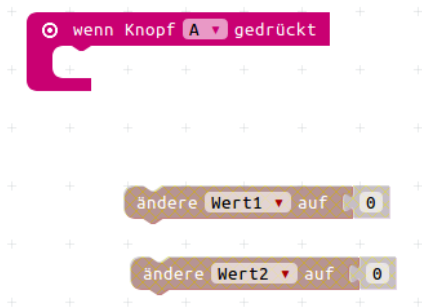 wenn Knopf A gedrückt
ändere Wert1 auf 0
ändere Wert2 auf 0